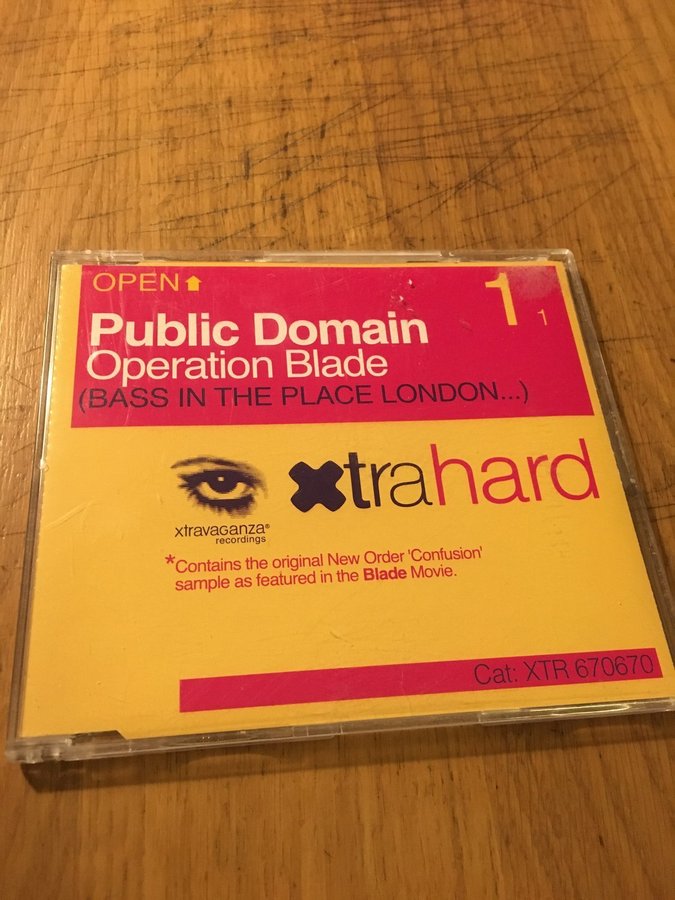 OPEN
1 1
Public Domain
Operation Blade
(BASS IN THE PLACE LONDON...)
xtrahard
xtravaganza®
recordings
*Contains the original New Order 'Confusion'
sample as featured in the Blade Movie.
Cat: XTR 670670